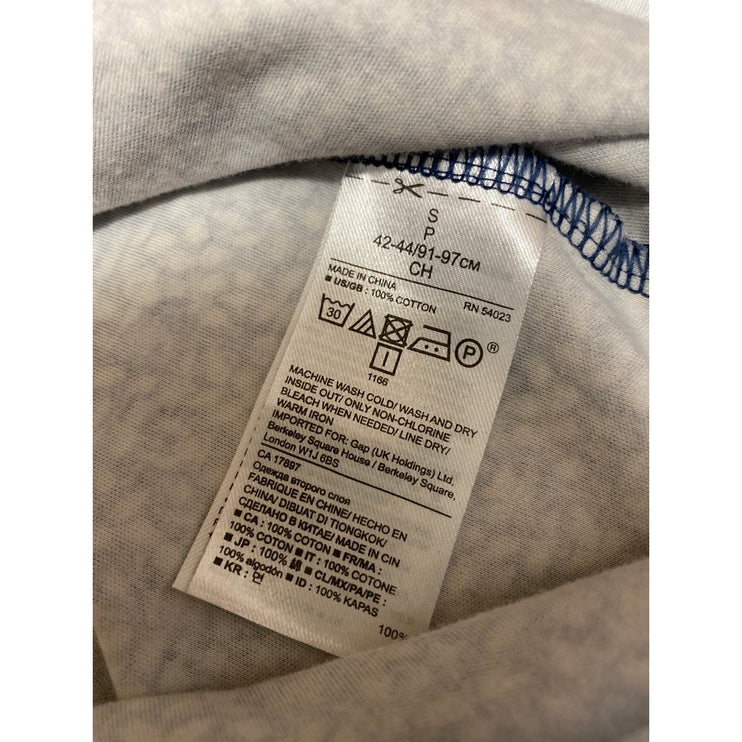 S
P
42-44/91-97см
CH
MADE IN CHINA RN 54023
■ US/GB : 100% COTTON
30 P ®
1166
MACHINE WASH COLD/ WASH AND DRY
INSIDE OUT/ ONLY NON-CHLORINE
BLEACH WHEN NEEDED/ LINE DRY/
WARM IRON
IMPORTED FOR: Gap (UK Holdings) Ltd.
Berkeley Square House / Berkeley Square,
London W1J 6BS
CA 17897
Одежда второго слоя
FABRIQUE EN CHINE/ HECHO EN
CHINA/ DIBUAT DI TIONGKOK/
СДЕЛАНО В КИТАЕ/ MADE IN CIN
■ CA : 100% COTTON ■ FR/MA :
100% COTON ■ IT : 100% COTONE
■ JP : 100% 綿 ■ CL/MX/PA/PE :
100% algodón
■ KR : ■ ID : 100% KAPAS
100%